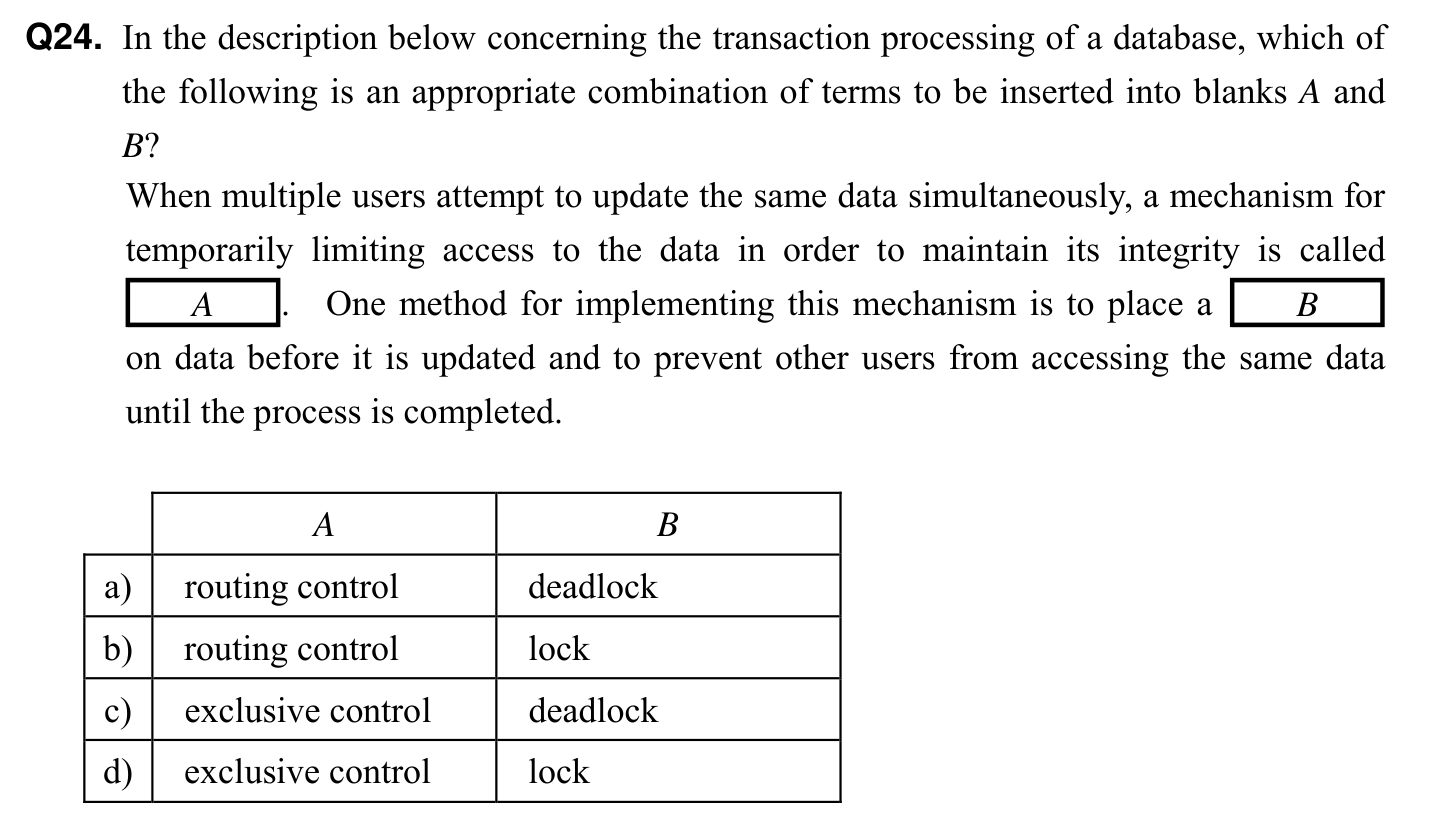 Q24. In the description below concerning the transaction processing of a database, which of
the following is an appropriate combination of terms to be inserted into blanks A and
B?
When multiple users attempt to update the same data simultaneously, a mechanism for
temporarily limiting access to the data in order to maintain its integrity is called
A. One method for implementing this mechanism is to place a B
on data before it is updated and to prevent other users from accessing the same data
until the process is completed.
A B
a) routing control deadlock
b) routing control lock
c) exclusive control deadlock
d) exclusive control lock